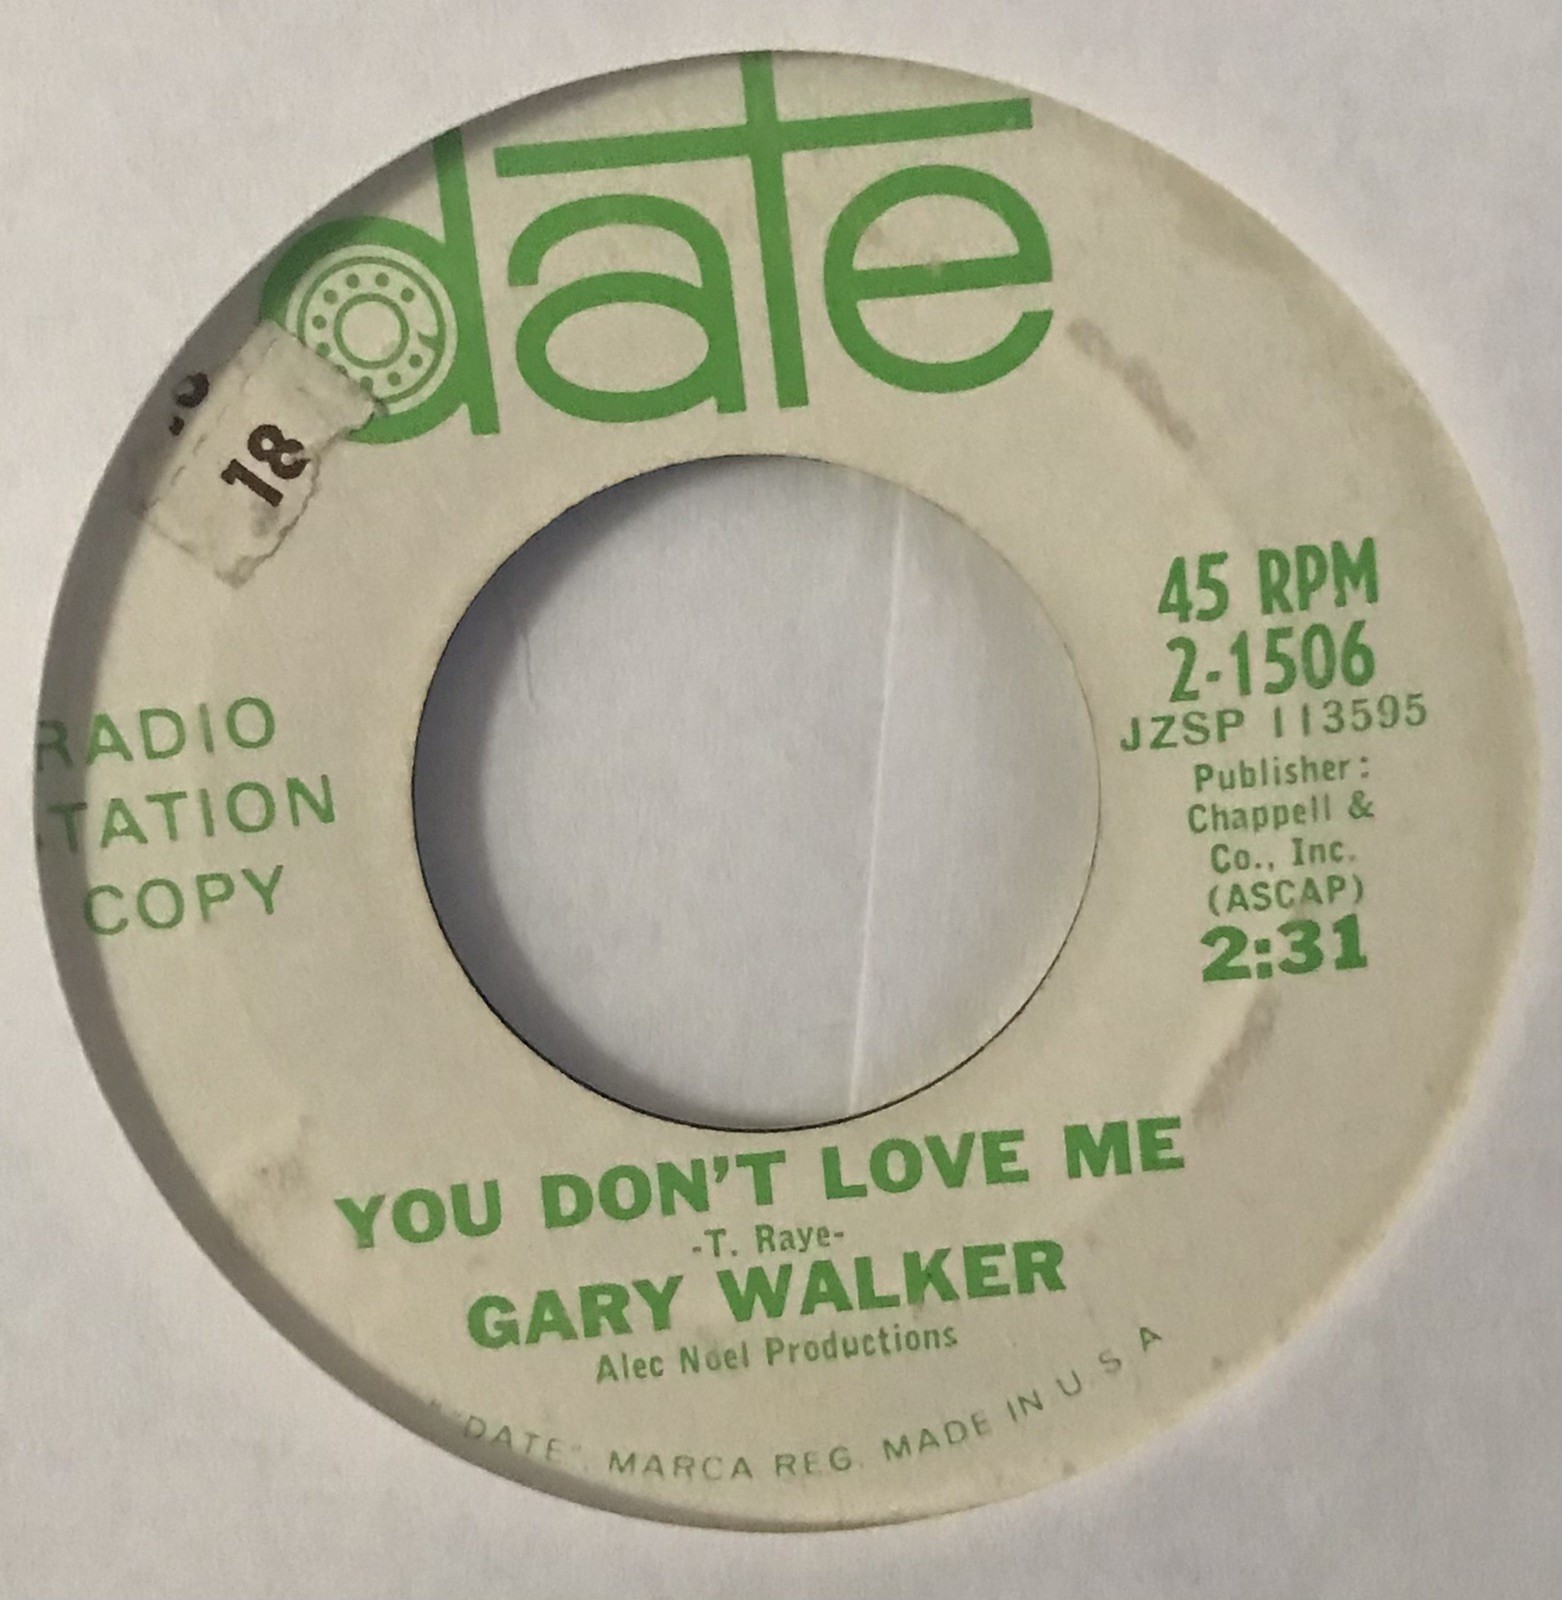 date
18
RADIO
STATION
COPY
45 RPM
2-1506
JZSP 113595
Publisher:
Chappell &
Co., Inc.
(ASCAP)
2:31
YOU DON'T LOVE ME
-T. Raye-
GARY WALKER
Alec Noel Productions
"DATE", MARCA REG. MADE IN U S A